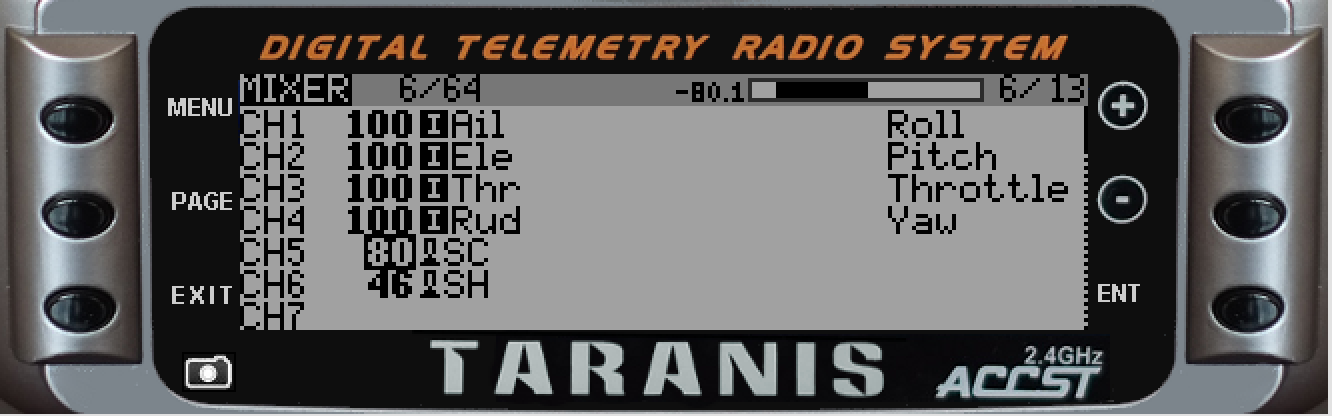 DIGITAL TELEMETRY RADIO SYSTEM
MIXER 6/64 -80.1 6/13
MENU
CH1 100 I Ail Roll
CH2 100 I Ele Pitch
CH3 100 I Thr Throttle
PAGE
CH4 100 I Rud Yaw
CH5 80 SC
CH6 46 SH
EXIT
ENT
CH7
TARANIS
2.4GHz
ACCST